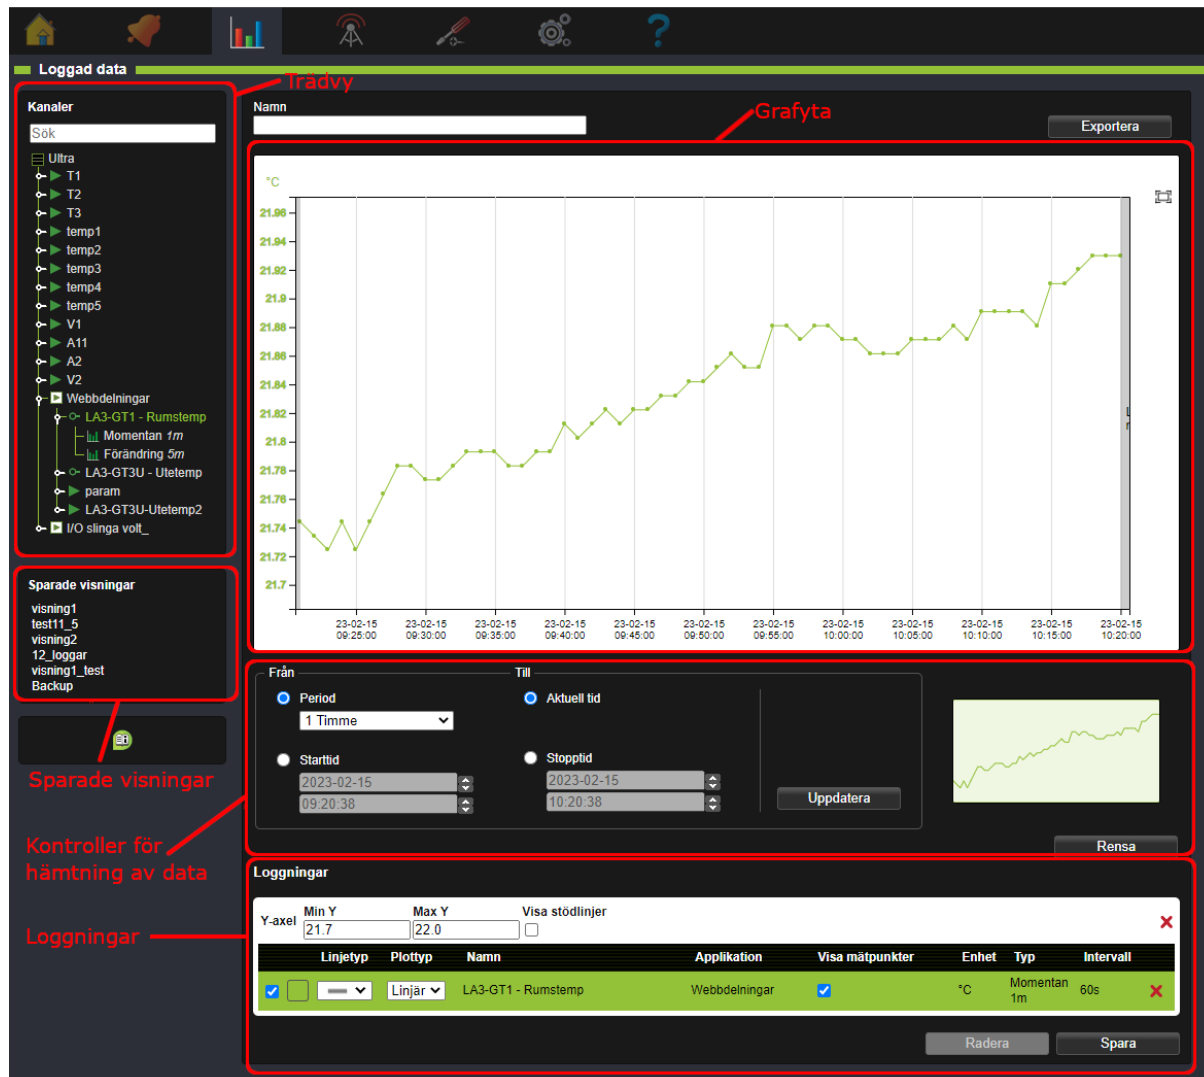 Loggad data
Trädvy
Kanaler
Sök
Ultra
T1
T2
T3
temp1
temp2
temp3
temp4
temp5
V1
A11
A2
V2
Webbdelningar
LA3-GT1 - Rumstemp
Momentan 1m
Förändring 5m
LA3-GT3U - Utetemp
param
LA3-GT3U-Utetemp2
I/O slinga volt_
Sparade visningar
visning1
test11_5
visning2
12_loggar
visning1_test
Backup
Sparade visningar
Kontroller för
hämtning av data
Loggningar
Namn
Grafyta
Exportera
°C
21.96
21.94
21.92
21.9
21.88
21.86
21.84
21.82
21.8
21.78
21.76
21.74
21.72
21.7
23-02-15 23-02-15 23-02-15 23-02-15 23-02-15 23-02-15 23-02-15 23-02-15 23-02-15 23-02-15 23-02-15 23-02-15
09:25:00 09:30:00 09:35:00 09:40:00 09:45:00 09:50:00 09:55:00 10:00:00 10:05:00 10:10:00 10:15:00 10:20:00
Från Till
Period Aktuell tid
1 Timme
Starttid Stopptid
2023-02-15 2023-02-15
09:20:38 10:20:38
Uppdatera
Rensa
Loggningar
Y-axel Min Y Max Y Visa stödlinjer
21.7 22.0
Linjetyp Plottyp Namn Applikation Visa mätpunkter Enhet Typ Intervall
Linjär LA3-GT1 - Rumstemp Webbdelningar °C Momentan 1m 60s
Radera Spara